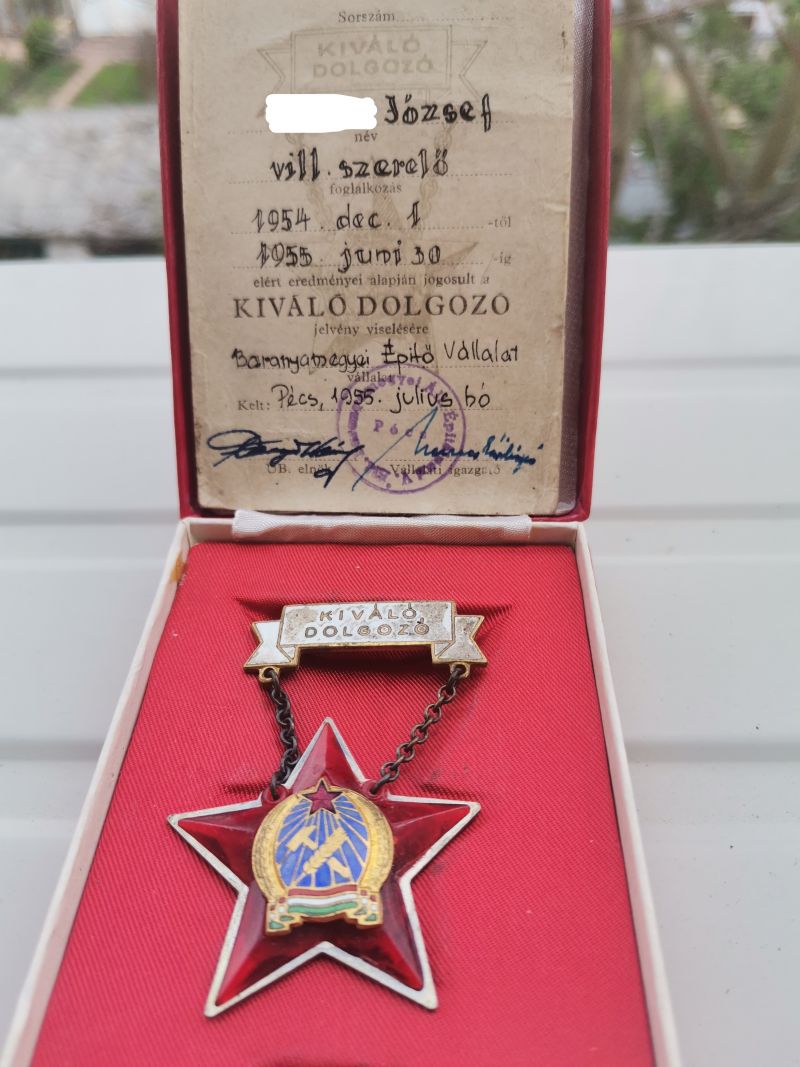 Sorszám
KIVÁLÓ
DOLGOZÓ
József
név
vill. szerelő
foglalkozás
1954. dec. 1 -től
1955 juni 30 -ig
elért eredményei alapján jogosult a
KIVÁLÓ DOLGOZÓ
jelvény viselésére
Baranyamegyei Építő Vállalat
vállalat
Kelt: Pécs, 1955. július hó
Pécs
ÜB. elnök Vállalati igazgató
KIVÁLÓ
DOLGOZÓ